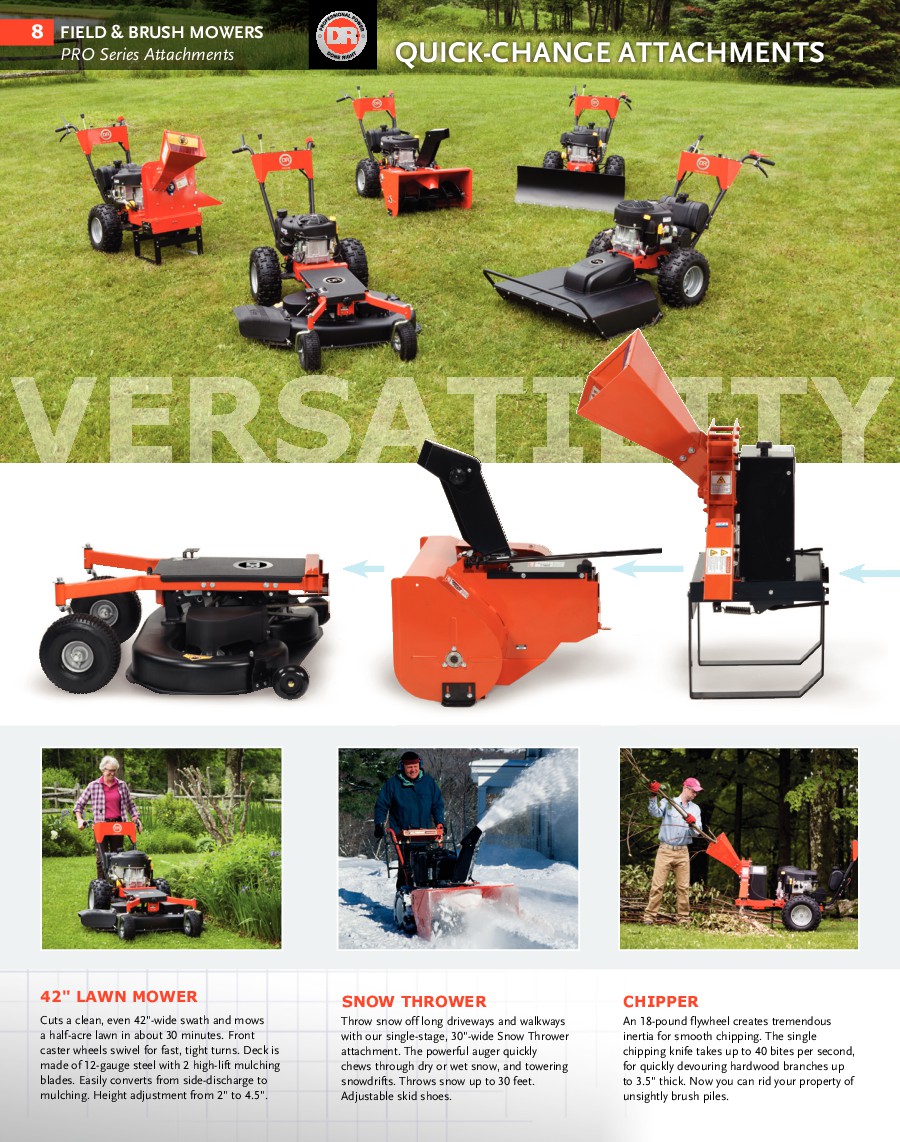 8 FIELD & BRUSH MOWERS
PRO Series Attachments
PROFESSIONAL POWER
DR
DONE RIGHT
QUICK-CHANGE ATTACHMENTS
VERSATILITY
42" LAWN MOWER
Cuts a clean, even 42"-wide swath and mows
a half-acre lawn in about 30 minutes. Front
caster wheels swivel for fast, tight turns. Deck is
made of 12-gauge steel with 2 high-lift mulching
blades. Easily converts from side-discharge to
mulching. Height adjustment from 2" to 4.5".
SNOW THROWER
Throw snow off long driveways and walkways
with our single-stage, 30"-wide Snow Thrower
attachment. The powerful auger quickly
chews through dry or wet snow, and towering
snowdrifts. Throws snow up to 30 feet.
Adjustable skid shoes.
CHIPPER
An 18-pound flywheel creates tremendous
inertia for smooth chipping. The single
chipping knife takes up to 40 bites per second,
for quickly devouring hardwood branches up
to 3.5" thick. Now you can rid your property of
unsightly brush piles.